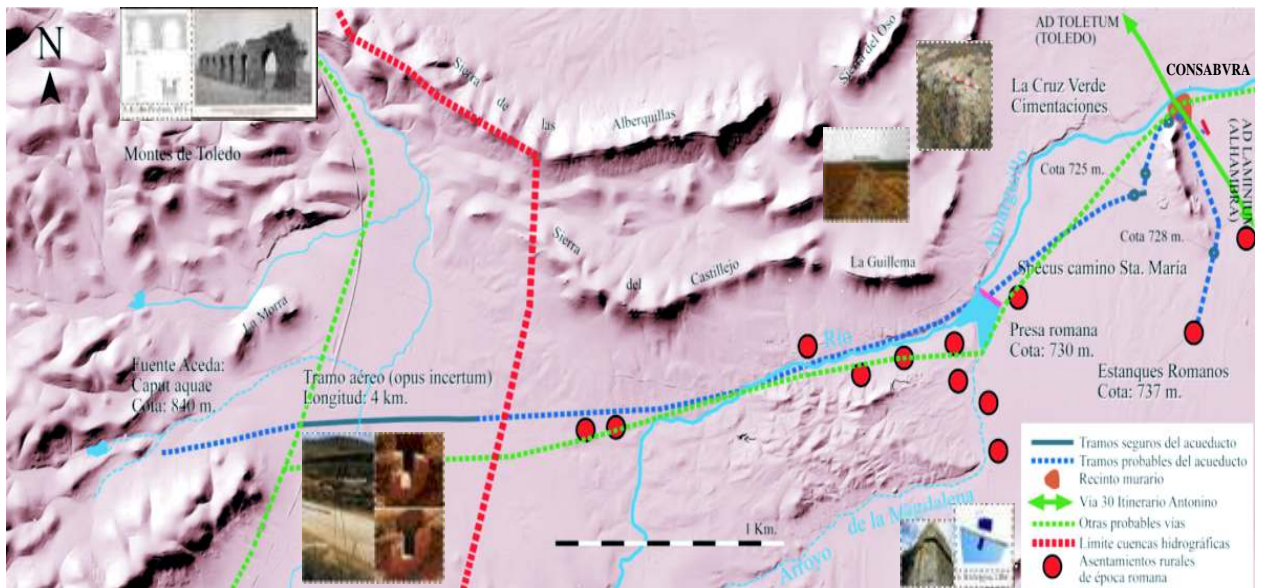 N
Montes de Toledo
Sierra
de
las
Alberquillas
Sierra del Oso
AD TOLETUM
(TOLEDO)
CONSABVRA
La Cruz Verde
Cimentaciones
AD LAMINIUM
(ALHAMBRA)
Cota 725 m.
Amarguillo
Cota 728 m.
Sierra
del
Castillejo
La Guillema
Specus camino Sta. María
La Morra
Río
Presa romana
Cota: 730 m.
Fuente Aceda:
Caput aquae
Cota: 840 m.
Tramo aéreo (opus incertum)
Longitud: 4 km.
Estanques Romanos
Cota: 737 m.
Arroyo
de la Magdalena
1 Km.
Tramos seguros del acueducto
Tramos probables del acueducto
Recinto murario
Via 30 Itinerario Antonino
Otras probables vías
Límite cuencas hidrográficas
Asentamientos rurales
de época romana